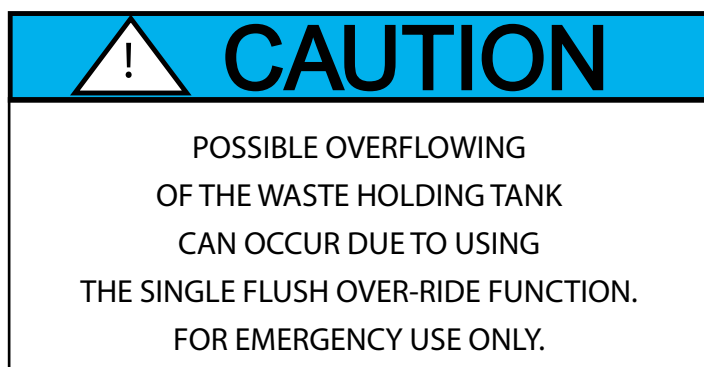 ! CAUTION
POSSIBLE OVERFLOWING
OF THE WASTE HOLDING TANK
CAN OCCUR DUE TO USING
THE SINGLE FLUSH OVER-RIDE FUNCTION.
FOR EMERGENCY USE ONLY.